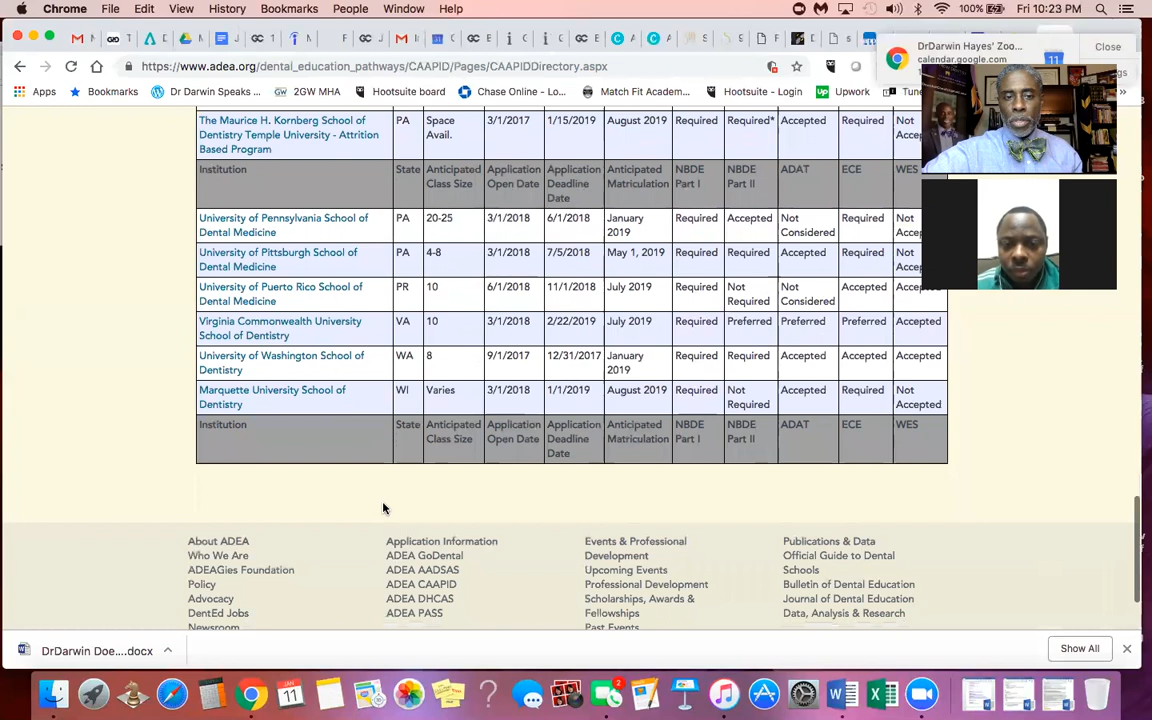 Chrome File Edit View History Bookmarks People Window Help 100% Fri 10:23 PM
https://www.adea.org/dental_education_pathways/CAAPID/Pages/CAAPIDDirectory.aspx
DrDarwin Hayes' Zoo...
calendar.google.com
Close
Apps Bookmarks Dr Darwin Speaks... 2GW MHA Hootsuite board Chase Online - Lo... Match Fit Academ... Hootsuite - Login Upwork
The Maurice H. Kornberg School of Dentistry Temple University - Attrition Based Program PA Space Avail. 3/1/2017 1/15/2019 August 2019 Required Required* Accepted Required Not
Institution State Anticipated Class Size Application Open Date Application Deadline Date Anticipated Matriculation NBDE Part I NBDE Part II ADAT ECE WES
University of Pennsylvania School of Dental Medicine PA 20-25 3/1/2018 6/1/2018 January 2019 Required Accepted Not Considered Required Not
University of Pittsburgh School of Dental Medicine PA 4-8 3/1/2018 7/5/2018 May 1, 2019 Required Required Accepted Required Not
University of Puerto Rico School of Dental Medicine PR 10 6/1/2018 11/1/2018 July 2019 Required Not Required Not Considered Accepted
Virginia Commonwealth University School of Dentistry VA 10 3/1/2018 2/22/2019 July 2019 Required Preferred Preferred Preferred Accepted
University of Washington School of Dentistry WA 8 9/1/2017 12/31/2017 January 2019 Required Required Accepted Accepted Accepted
Marquette University School of Dentistry WI Varies 3/1/2018 1/1/2019 August 2019 Required Not Required Accepted Required Not Accepted
Institution State Anticipated Class Size Application Open Date Application Deadline Date Anticipated Matriculation NBDE Part I NBDE Part II ADAT ECE WES
About ADEA Application Information Events & Professional Development Publications & Data
Who We Are ADEA GoDental Upcoming Events Official Guide to Dental Schools
ADEAGies Foundation ADEA AADSAS Professional Development Bulletin of Dental Education
Policy ADEA CAAPID Scholarships, Awards & Fellowships Journal of Dental Education
Advocacy ADEA DHCAS Past Events Data, Analysis & Research
DentEd Jobs ADEA PASS
Newsroom
DrDarwin Doe....docx Show All
JAN 11 2